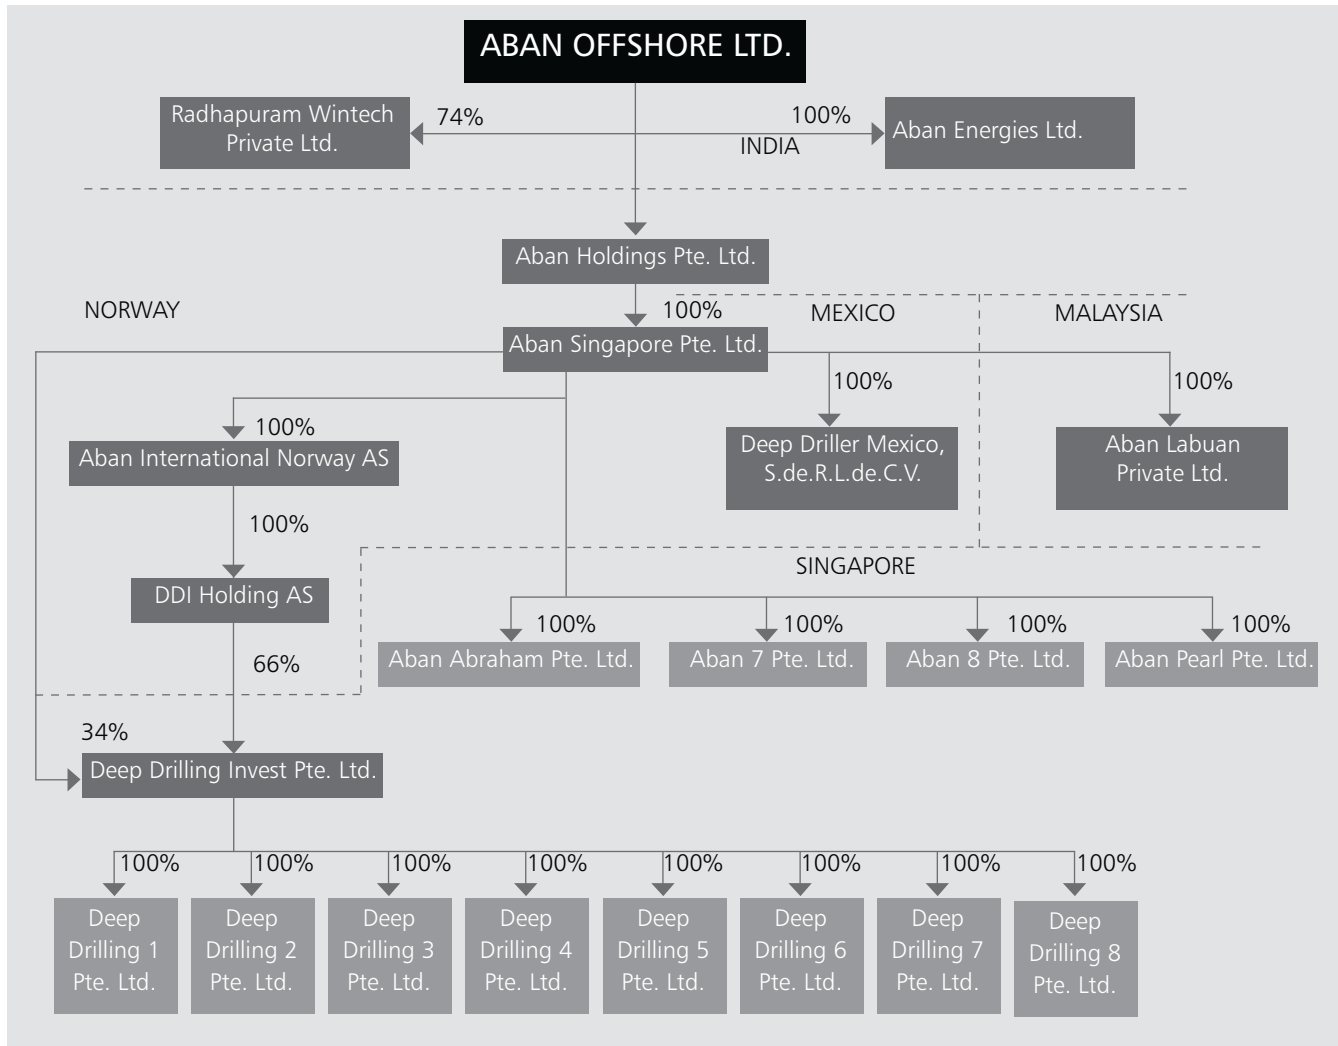 ABAN OFFSHORE LTD.
Radhapuram Wintech
Private Ltd.
74%
100%
INDIA
Aban Energies Ltd.
Aban Holdings Pte. Ltd.
NORWAY
100%
MEXICO
MALAYSIA
Aban Singapore Pte. Ltd.
100%
100%
100%
Aban International Norway AS
Deep Driller Mexico,
S.de.R.L.de.C.V.
Aban Labuan
Private Ltd.
100%
SINGAPORE
DDI Holding AS
100%
100%
100%
100%
Aban Abraham Pte. Ltd.
Aban 7 Pte. Ltd.
Aban 8 Pte. Ltd.
Aban Pearl Pte. Ltd.
66%
34%
Deep Drilling Invest Pte. Ltd.
100%
100%
100%
100%
100%
100%
100%
100%
Deep
Drilling 1
Pte. Ltd.
Deep
Drilling 2
Pte. Ltd.
Deep
Drilling 3
Pte. Ltd.
Deep
Drilling 4
Pte. Ltd.
Deep
Drilling 5
Pte. Ltd.
Deep
Drilling 6
Pte. Ltd.
Deep
Drilling 7
Pte. Ltd.
Deep
Drilling 8
Pte. Ltd.